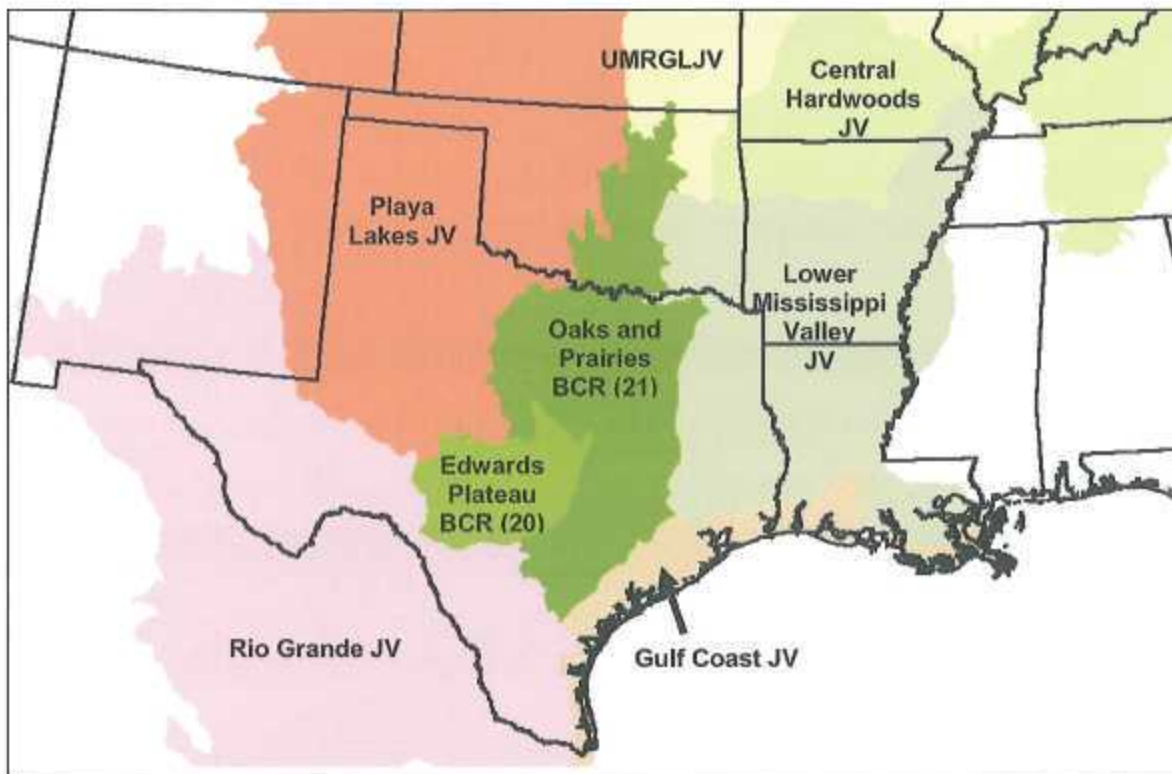 UMRGLJV
Central
Hardwoods
JV
Playa
Lakes JV
Lower
Mississippi
Valley
JV
Oaks and
Prairies
BCR (21)
Edwards
Plateau
BCR (20)
Rio Grande JV
Gulf Coast JV